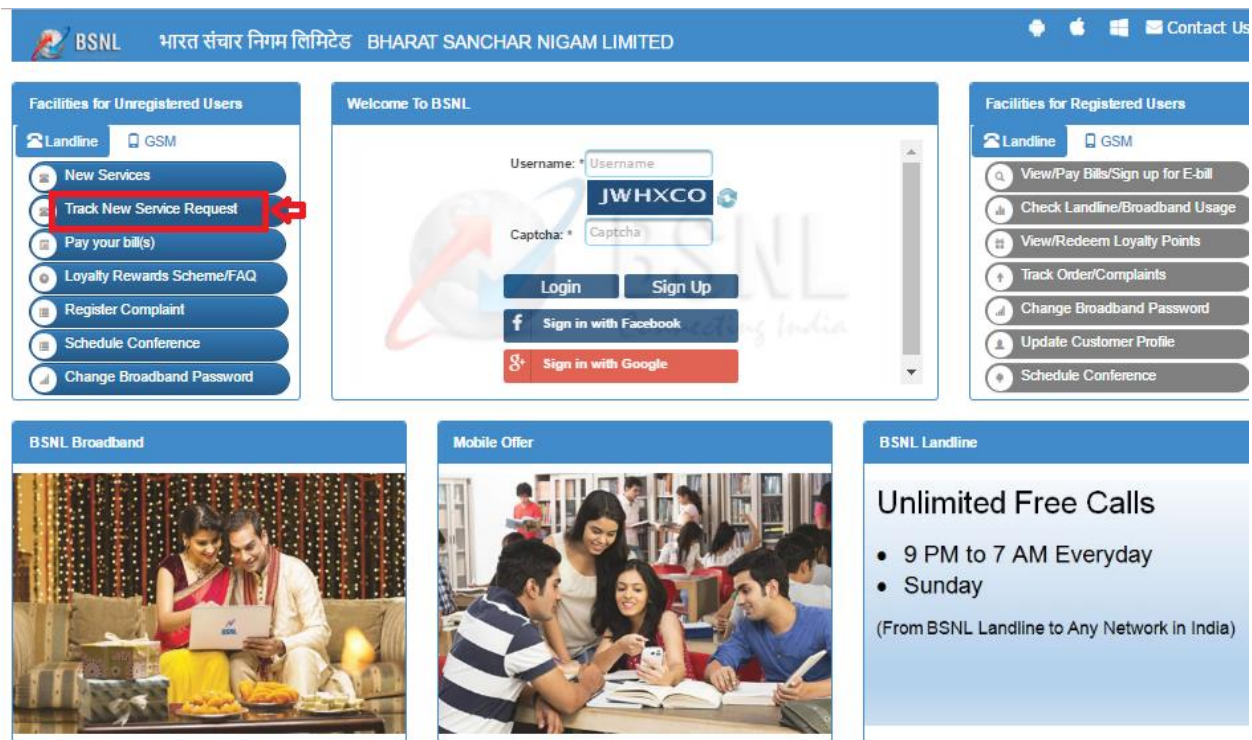 BSNL भारत संचार निगम लिमिटेड BHARAT SANCHAR NIGAM LIMITED
Contact Us
Facilities for Unregistered Users
Landline GSM
New Services
Track New Service Request
Pay your bill(s)
Loyalty Rewards Scheme/FAQ
Register Complaint
Schedule Conference
Change Broadband Password
Welcome To BSNL
Username: * Username
JWHXCO
Captcha: * Captcha
BSNL
Connecting India
Login Sign Up
f Sign in with Facebook
g+ Sign in with Google
Facilities for Registered Users
Landline GSM
View/Pay Bills/Sign up for E-bill
Check Landline/Broadband Usage
View/Redeem Loyalty Points
Track Order/Complaints
Change Broadband Password
Update Customer Profile
Schedule Conference
BSNL Broadband
BSNL
Mobile Offer
BSNL Landline
Unlimited Free Calls
• 9 PM to 7 AM Everyday
• Sunday
(From BSNL Landline to Any Network in India)